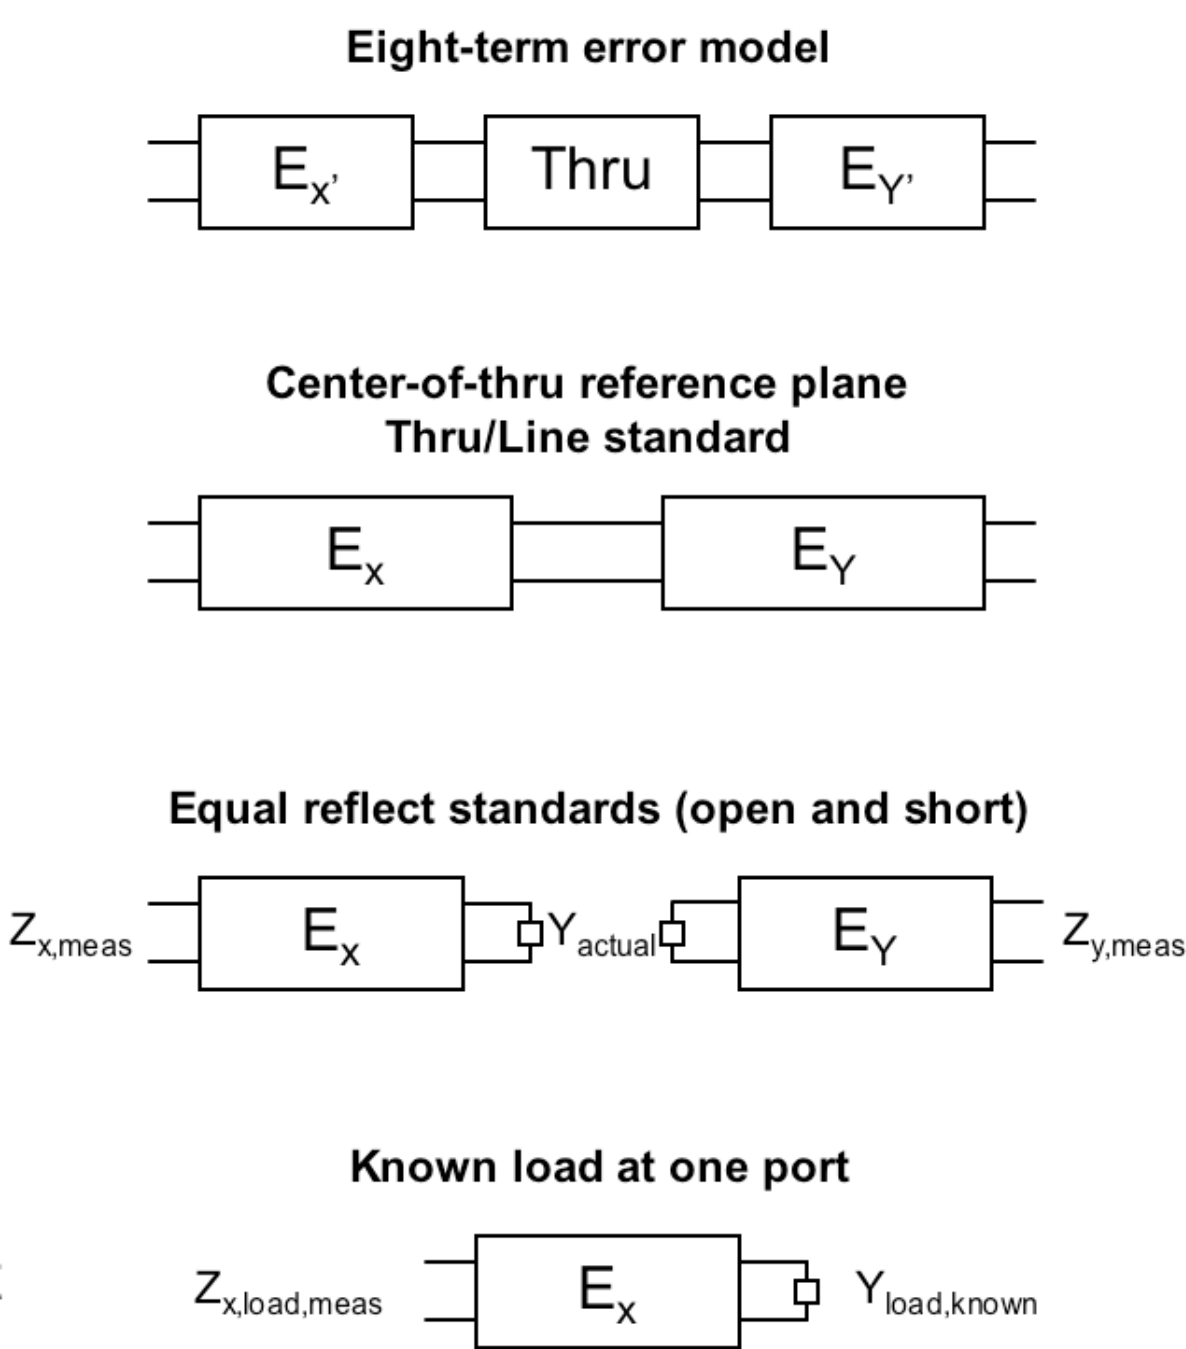 Eight-term error model
Ex’ Thru EY’
Center-of-thru reference plane
Thru/Line standard
Ex EY
Equal reflect standards (open and short)
Zx,meas Ex Yactual EY Zy,meas
Known load at one port
Zx,load,meas Ex Yload,known